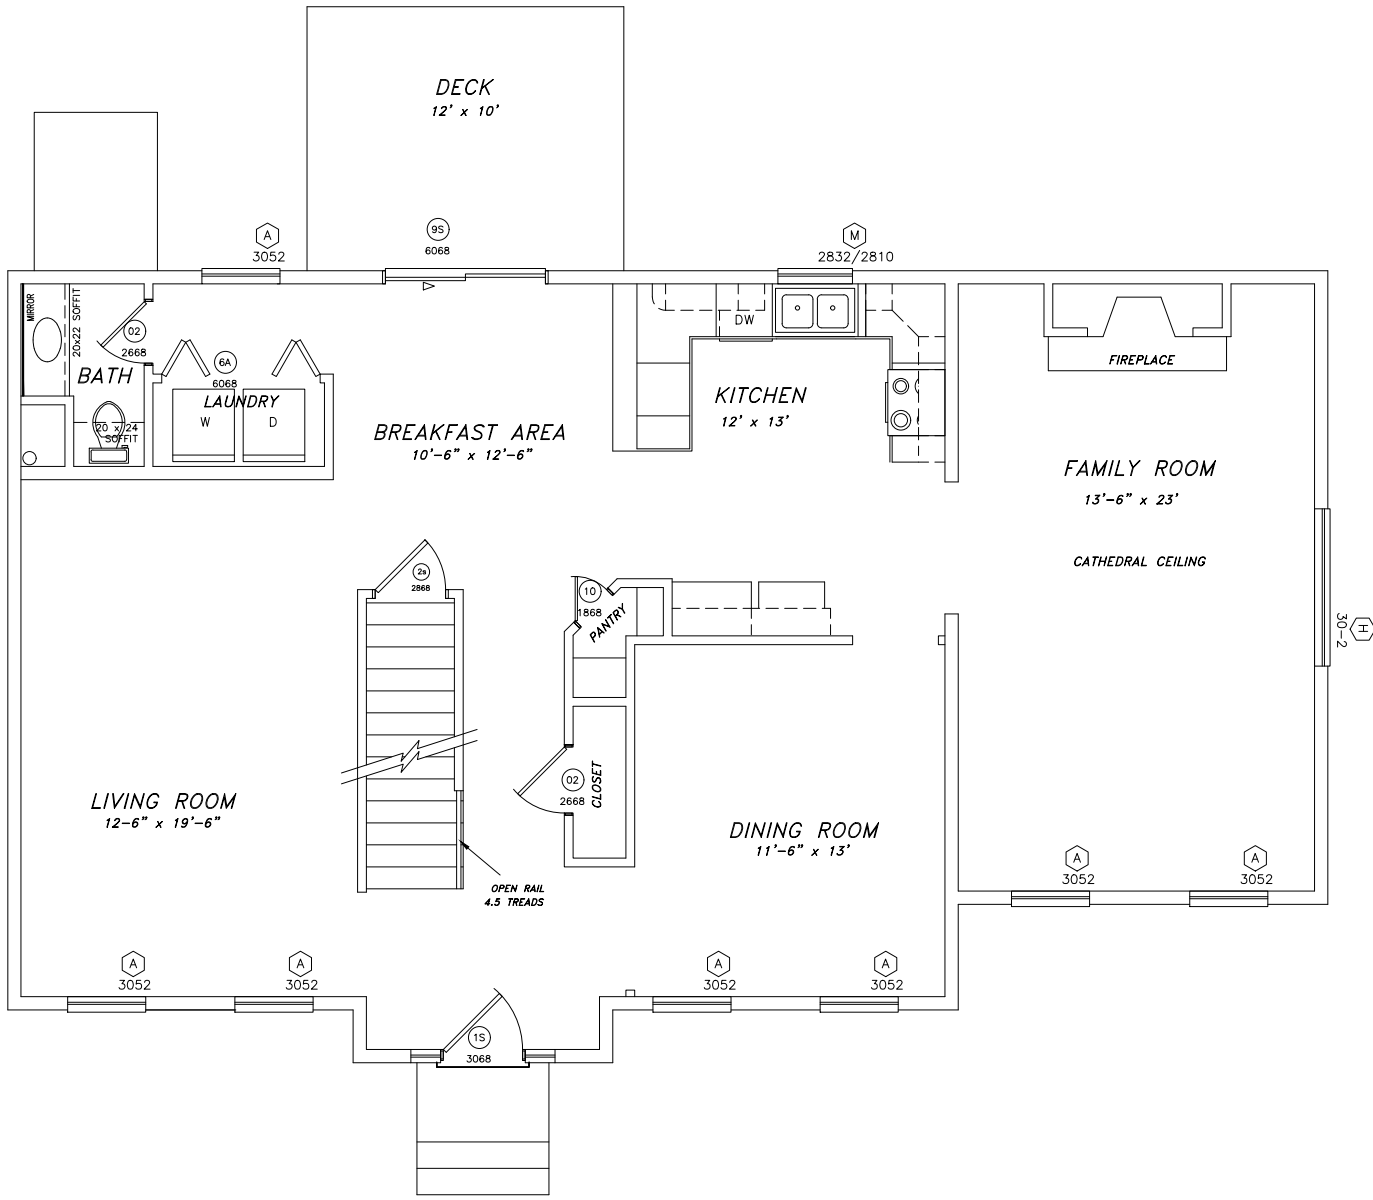 DECK
12' x 10'
A
3052
9S
6068
M
2832/2810
MIRROR
20x22 SOFFIT
02
2668
BATH
6A
6068
LAUNDRY
W
D
20 x 24
SOFFIT
BREAKFAST AREA
10'-6" x 12'-6"
DW
KITCHEN
12' x 13'
FIREPLACE
FAMILY ROOM
13'-6" x 23'
CATHEDRAL CEILING
2s
2868
10
1868
PANTRY
H
30-2
02
2668
CLOSET
LIVING ROOM
12-6" x 19'-6"
DINING ROOM
11'-6" x 13'
OPEN RAIL
4.5 TREADS
A
3052
A
3052
A
3052
A
3052
A
3052
A
3052
1S
3068